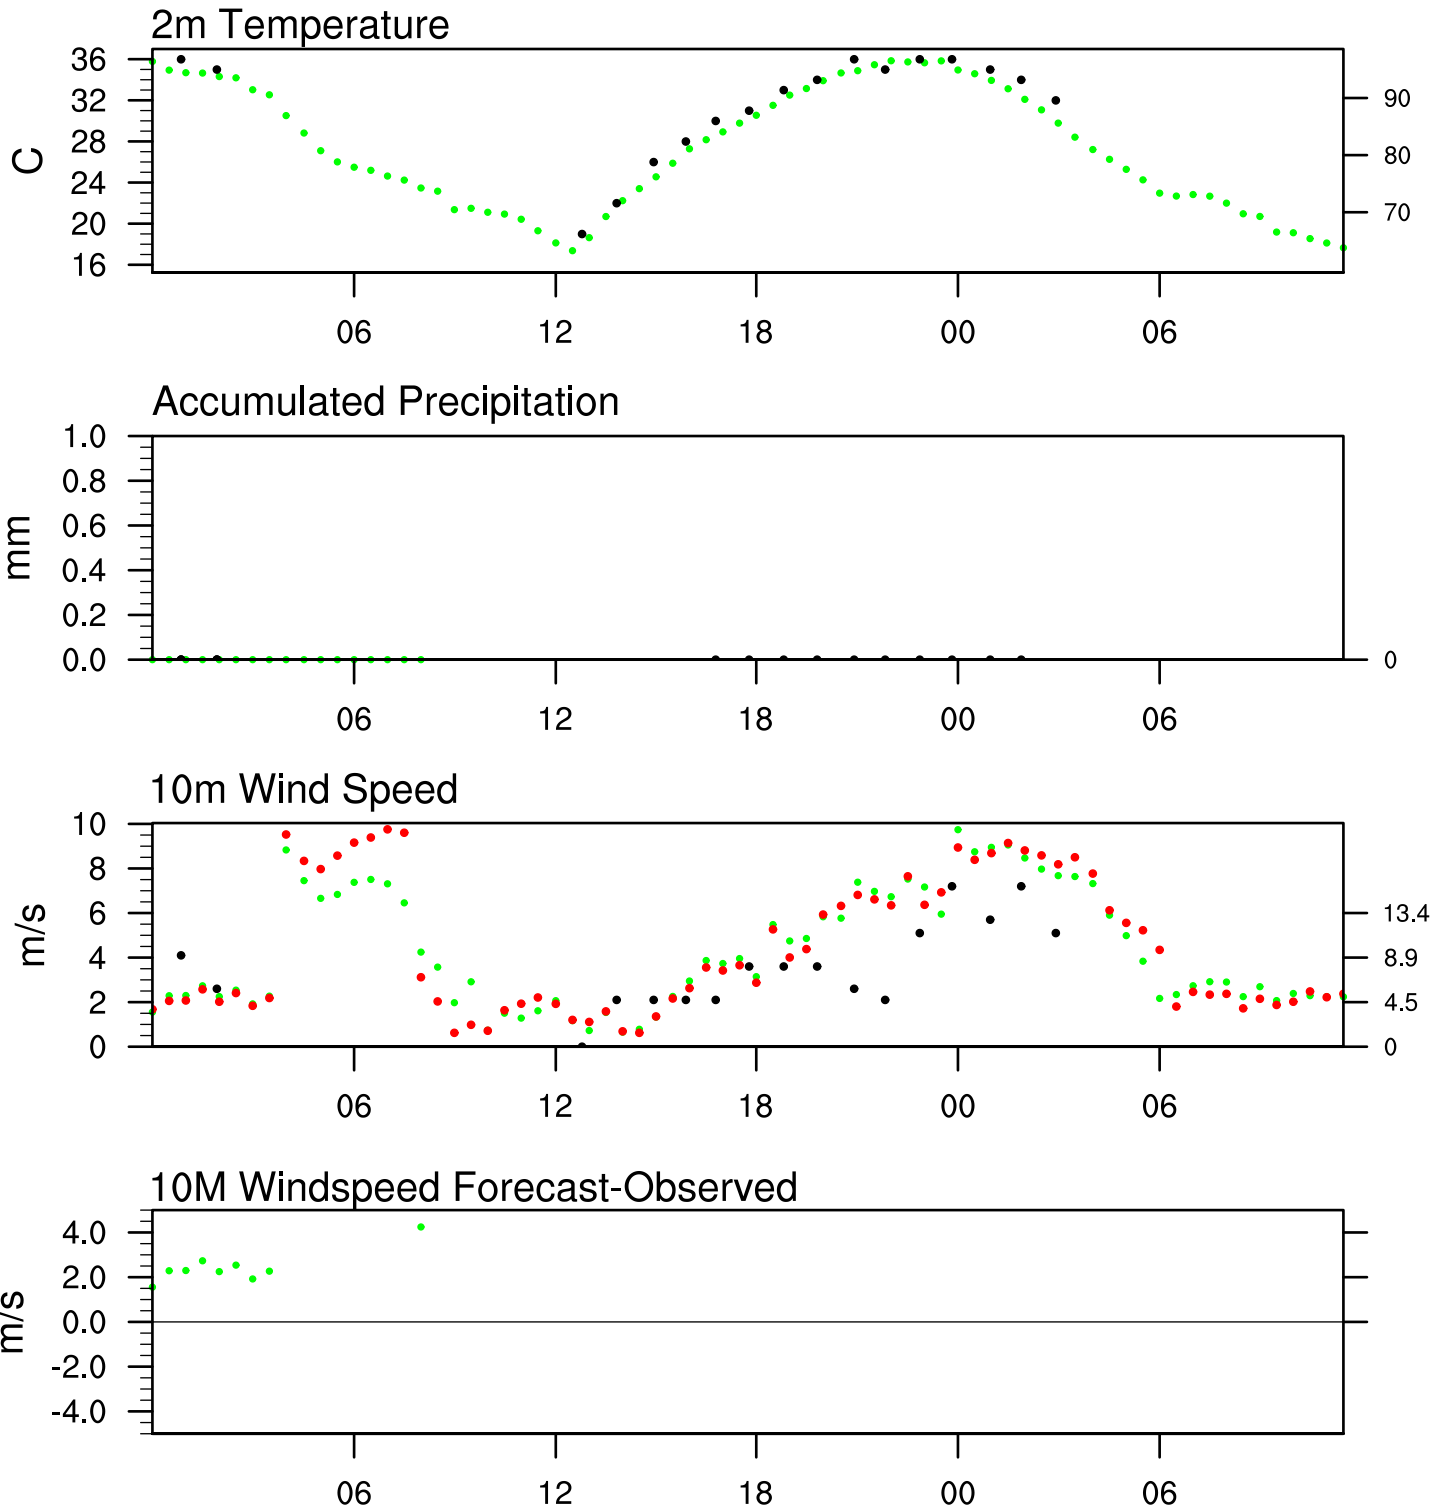 2m Temperature
36
32
28
24
20
16
C
90
80
70
06 12 18 00 06
Accumulated Precipitation
1.0
0.8
0.6
0.4
0.2
0.0
mm
0
06 12 18 00 06
10m Wind Speed
10
8
6
4
2
0
m/s
13.4
8.9
4.5
0
06 12 18 00 06
10M Windspeed Forecast-Observed
4.0
2.0
0.0
-2.0
-4.0
m/s
06 12 18 00 06